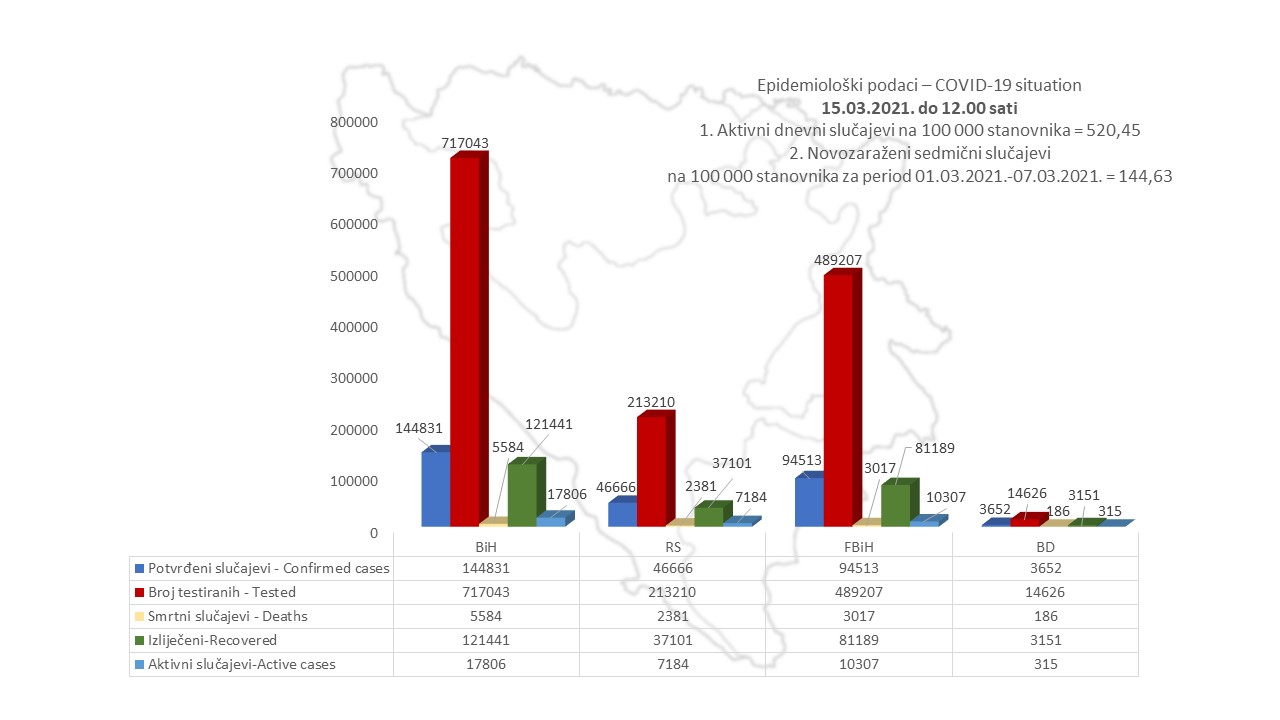 Epidemiološki podaci – COVID-19 situation
15.03.2021. do 12.00 sati
1. Aktivni dnevni slučajevi na 100 000 stanovnika = 520,45
2. Novozaraženi sedmični slučajevi
na 100 000 stanovnika za period 01.03.2021.-07.03.2021. = 144,63
800000
700000
600000
500000
400000
300000
200000
100000
0
144831
717043
5584
121441
17806
46666
213210
2381
37101
7184
94513
489207
3017
81189
10307
3652
14626
186
3151
315
BiH RS FBiH BD
Potvrđeni slučajevi - Confirmed cases 144831 46666 94513 3652
Broj testiranih - Tested 717043 213210 489207 14626
Smrtni slučajevi - Deaths 5584 2381 3017 186
Izliječeni-Recovered 121441 37101 81189 3151
Aktivni slučajevi-Active cases 17806 7184 10307 315